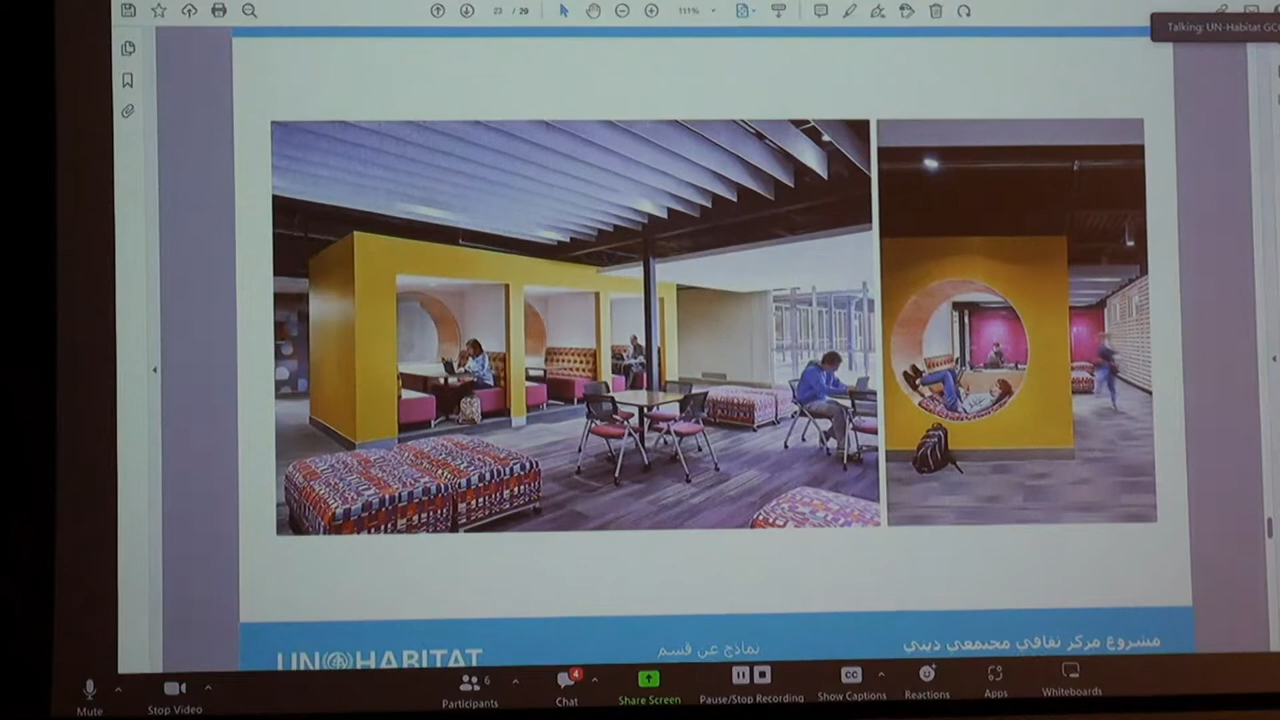 23 / 29
111%
Talking: UN-Habitat GC
UN HABITAT
نماذج عن قسم
مشروع مركز ثقافي مجتمعي ديني
6
4
CC
Mute
Stop Video
Participants
Chat
Share Screen
Pause/Stop Recording
Show Captions
Reactions
Apps
Whiteboards